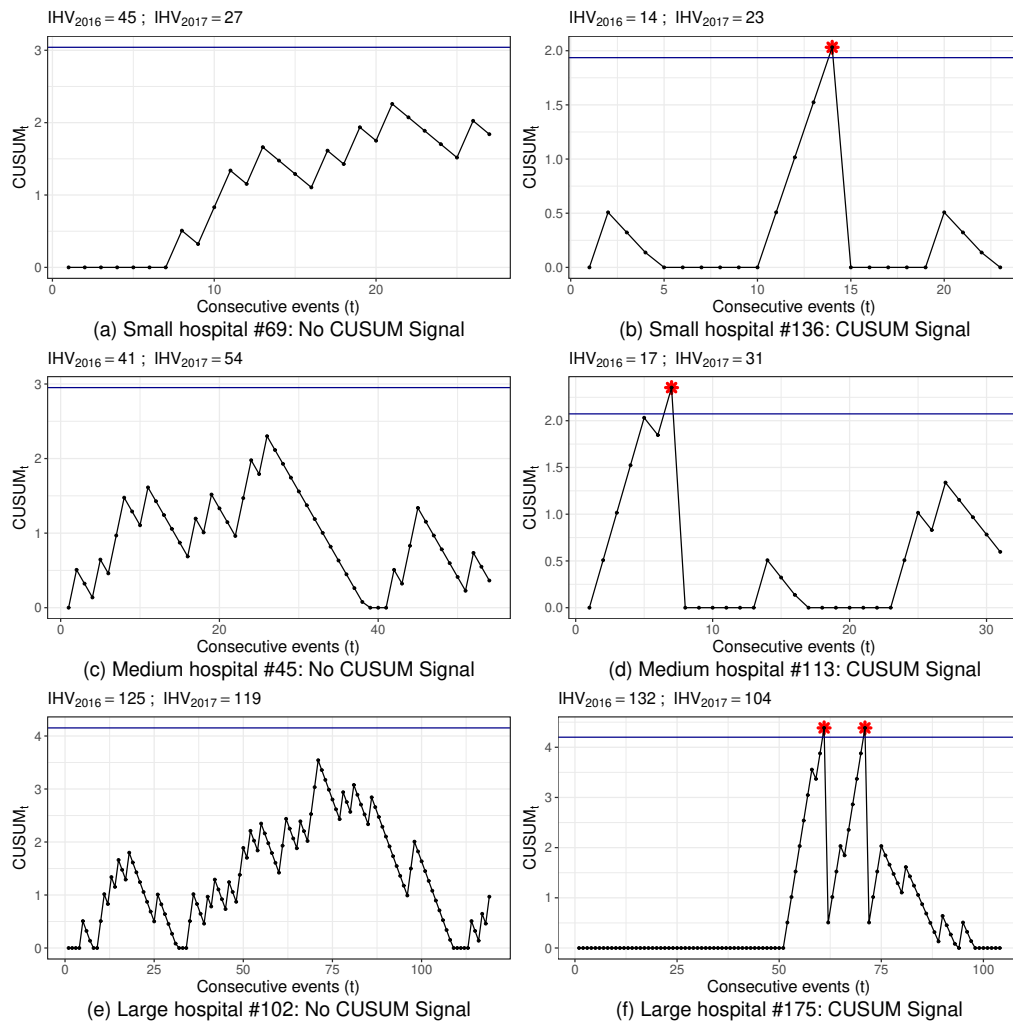 IHV2016 = 45 ; IHV2017 = 27
3
2
1
0
CUSUMt
0
10
20
Consecutive events (t)
(a) Small hospital #69: No CUSUM Signal
IHV2016 = 14 ; IHV2017 = 23
2.0
1.5
1.0
0.5
0.0
CUSUMt
0
5
10
15
20
Consecutive events (t)
(b) Small hospital #136: CUSUM Signal
IHV2016 = 41 ; IHV2017 = 54
3
2
1
0
CUSUMt
0
20
40
Consecutive events (t)
(c) Medium hospital #45: No CUSUM Signal
IHV2016 = 17 ; IHV2017 = 31
2.0
1.5
1.0
0.5
0.0
CUSUMt
0
10
20
30
Consecutive events (t)
(d) Medium hospital #113: CUSUM Signal
IHV2016 = 125 ; IHV2017 = 119
4
3
2
1
0
CUSUMt
0
25
50
75
100
Consecutive events (t)
(e) Large hospital #102: No CUSUM Signal
IHV2016 = 132 ; IHV2017 = 104
4
3
2
1
0
CUSUMt
0
25
50
75
100
Consecutive events (t)
(f) Large hospital #175: CUSUM Signal